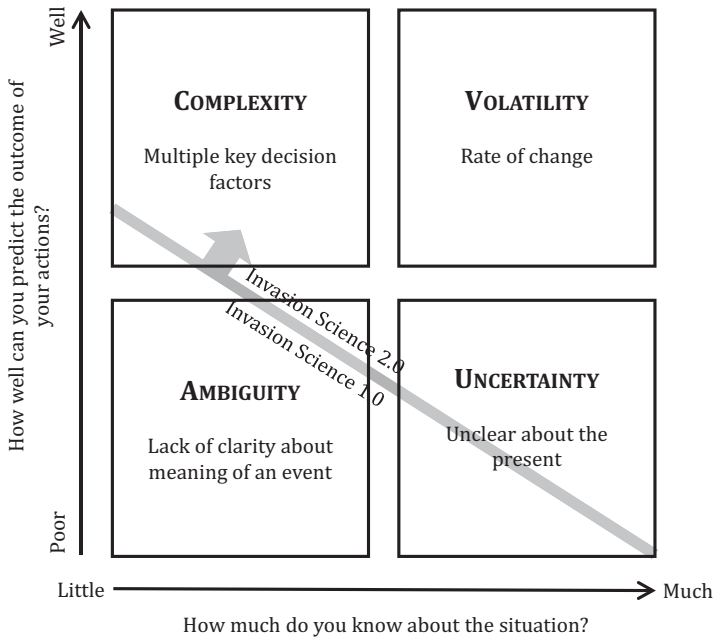 Well
How well can you predict the outcome of
your actions?
Poor
COMPLEXITY
Multiple key decision
factors
VOLATILITY
Rate of change
Invasion Science 2.0
Invasion Science 1.0
AMBIGUITY
Lack of clarity about
meaning of an event
UNCERTAINTY
Unclear about the
present
Little
Much
How much do you know about the situation?